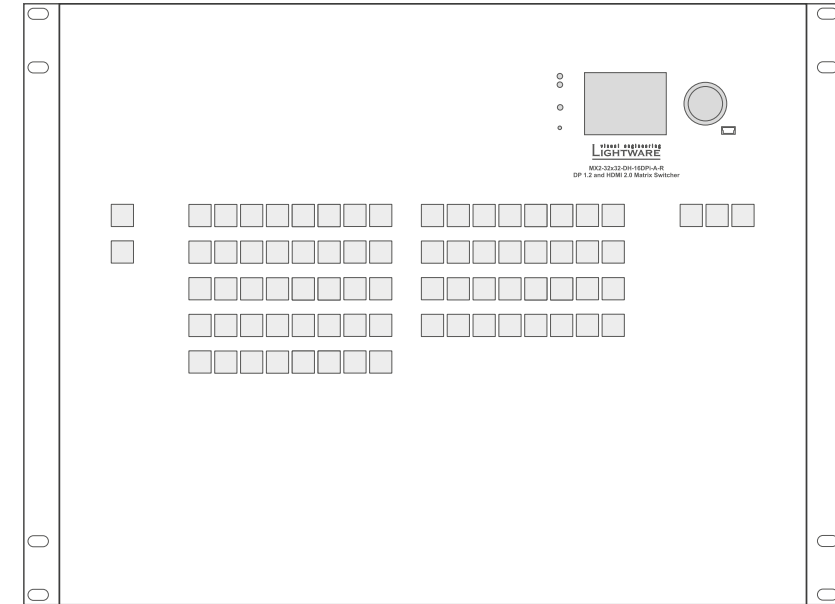 visual engineering
LIGHTWARE
MX2-32x32-DH-16DPi-A-R
DP 1.2 and HDMI 2.0 Matrix Switcher